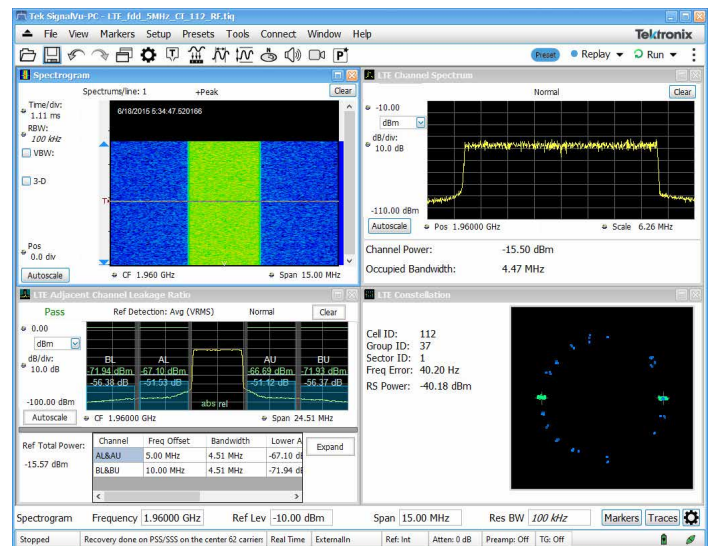 Tek SignalVu-PC - LTE_fdd_5MHz_CI_112_RF.tiq
File View Markers Setup Presets Tools Connect Window Help
Tektronix
Preset Replay Run
Spectrogram
Spectrums/line: 1 +Peak Clear
Time/div:
1.11 ms
RBW:
100 kHz
VBW:
3-D
Pos
0.0 div
Autoscale
6/18/2015 5:34:47.520166
T
CF 1.960 GHz Span 15.00 MHz
LTE Channel Spectrum
Normal Clear
-10.00
dBm
dB/div:
10.0 dB
-110.00 dBm
Autoscale Pos 1.96000 GHz Scale 6.26 MHz
Channel Power: -15.50 dBm
Occupied Bandwidth: 4.47 MHz
LTE Adjacent Channel Leakage Ratio
Pass Ref Detection: Avg (VRMS) Normal Clear
0.00
dBm
dB/div:
10.0 dB
-100.00 dBm
BL AL AU BU
-71.94 dBm -67.10 dBm -66.69 dBm -71.93 dBm
-56.38 dB -51.53 dB -51.12 dB -56.37 dB
abs rel
Autoscale CF 1.96000 GHz Span 24.51 MHz
Ref Total Power:
-15.57 dBm
Channel Freq Offset Bandwidth Lower A
AL&AU 5.00 MHz 4.51 MHz -67.10 dB
BL&BU 10.00 MHz 4.51 MHz -71.94 dB
Expand
LTE Constellation
Cell ID: 112
Group ID: 37
Sector ID: 1
Freq Error: 40.20 Hz
RS Power: -40.18 dBm
Spectrogram Frequency 1.96000 GHz Ref Lev -10.00 dBm Span 15.00 MHz Res BW 100 kHz Markers Traces
Stopped Recovery done on PSS/SSS on the center 62 carriers Real Time ExternalIn Ref: Int Atten: 0 dB Preamp: Off TG: Off